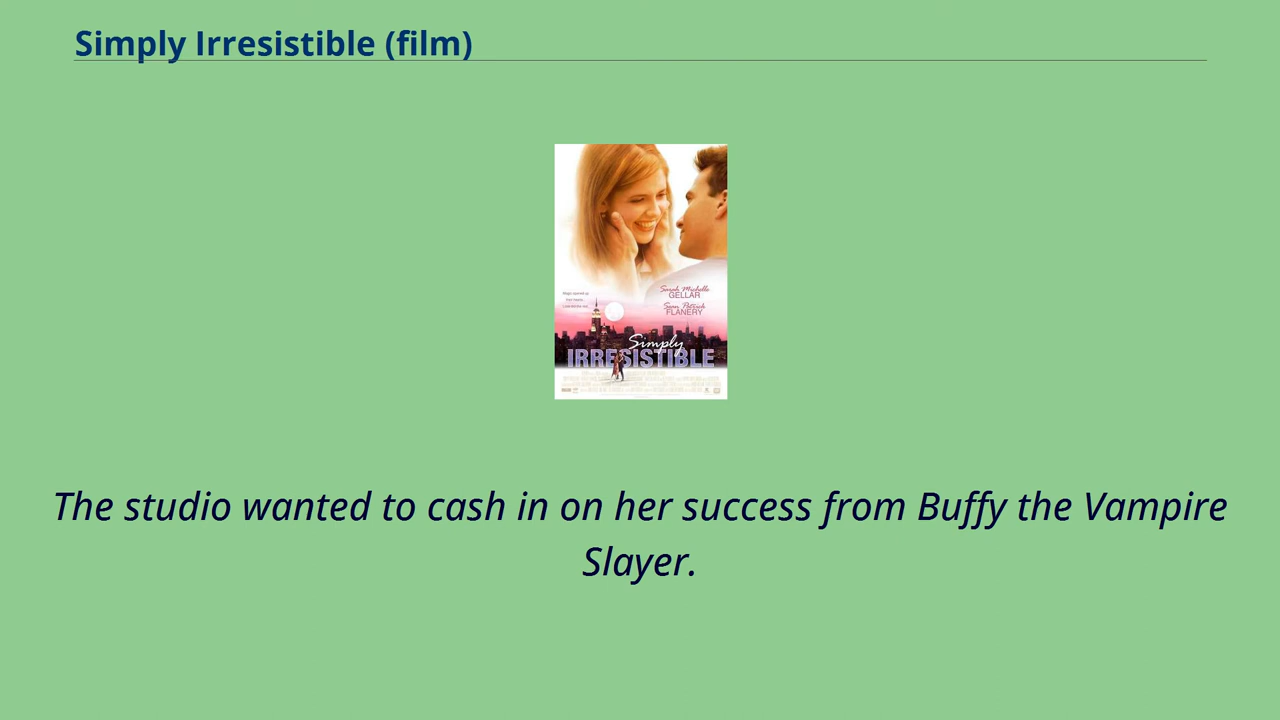 Simply Irresistible (film)
Sarah Michelle
GELLAR
Sean Patrick
FLANERY
Simply
IRRESISTIBLE
The studio wanted to cash in on her success from Buffy the Vampire
Slayer.